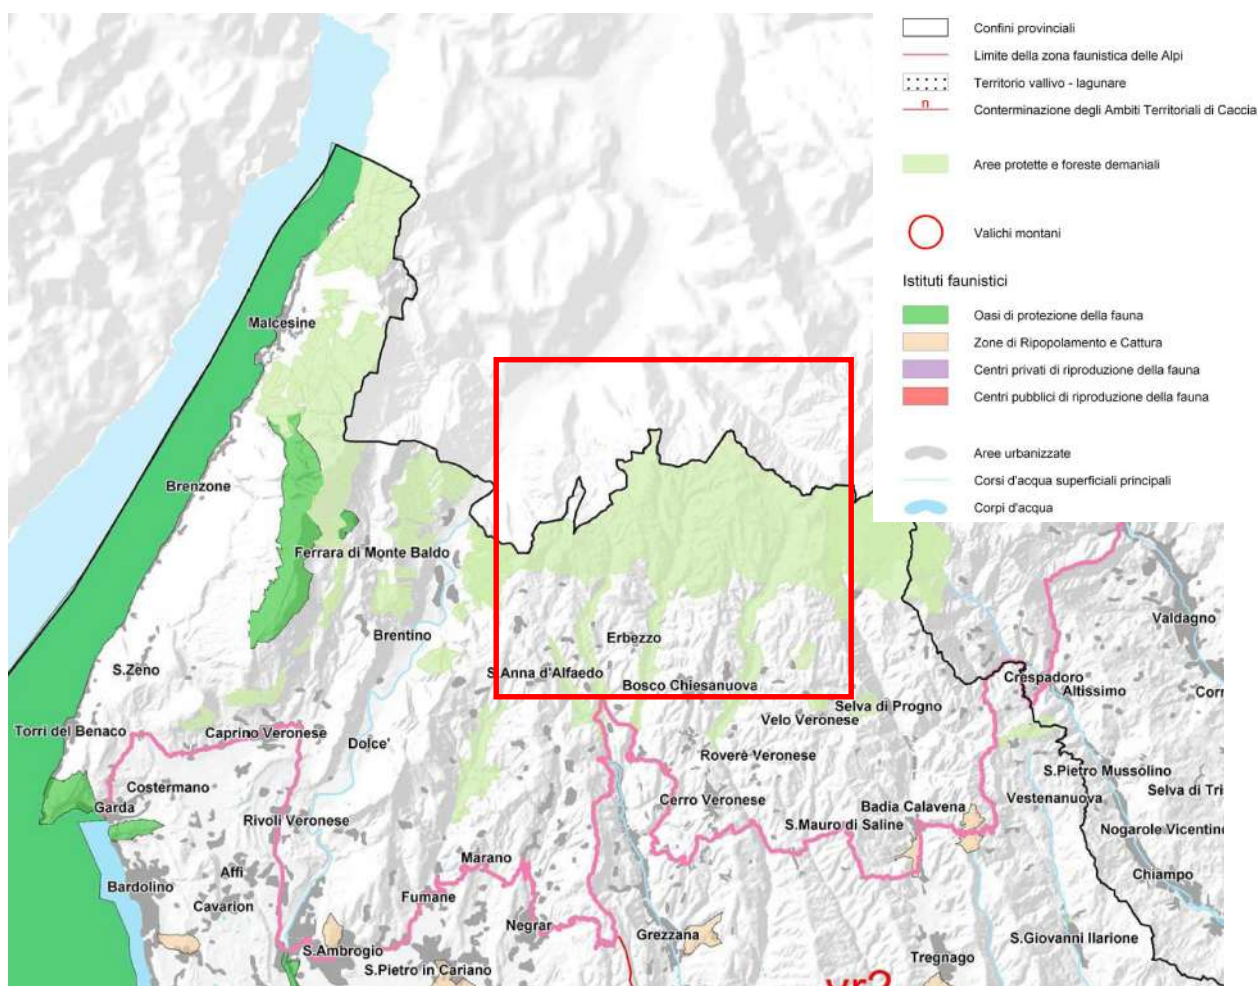 Confini provinciali
Limite della zona faunistica delle Alpi
Territorio vallivo - lagunare
n
Conterminazione degli Ambiti Territoriali di Caccia
Aree protette e foreste demaniali
Valichi montani
Istituti faunistici
Oasi di protezione della fauna
Zone di Ripopolamento e Cattura
Centri privati di riproduzione della fauna
Centri pubblici di riproduzione della fauna
Aree urbanizzate
Corsi d'acqua superficiali principali
Corpi d'acqua
Malcesine
Brenzone
Ferrara di Monte Baldo
Brentino
Erbezzo
Valdagno
S.Zeno
S.Anna d'Alfaedo
Bosco Chiesanuova
Crespadoro
Altissimo
Corr
Selva di Progno
Velo Veronese
Torri del Benaco
Caprino Veronese
Dolce'
Roverè Veronese
S.Pietro Mussolino
Costermano
Selva di Tri
Garda
Cerro Veronese
Badia Calavena
Vestenanuova
Rivoli Veronese
S.Mauro di Saline
Nogarole Vicentino
Marano
Affi
Chiampo
Bardolino
Fumane
Cavarion
Negrar
Grezzana
S.Giovanni Ilarione
S.Ambrogio
Tregnago
S.Pietro in Cariano
vr2